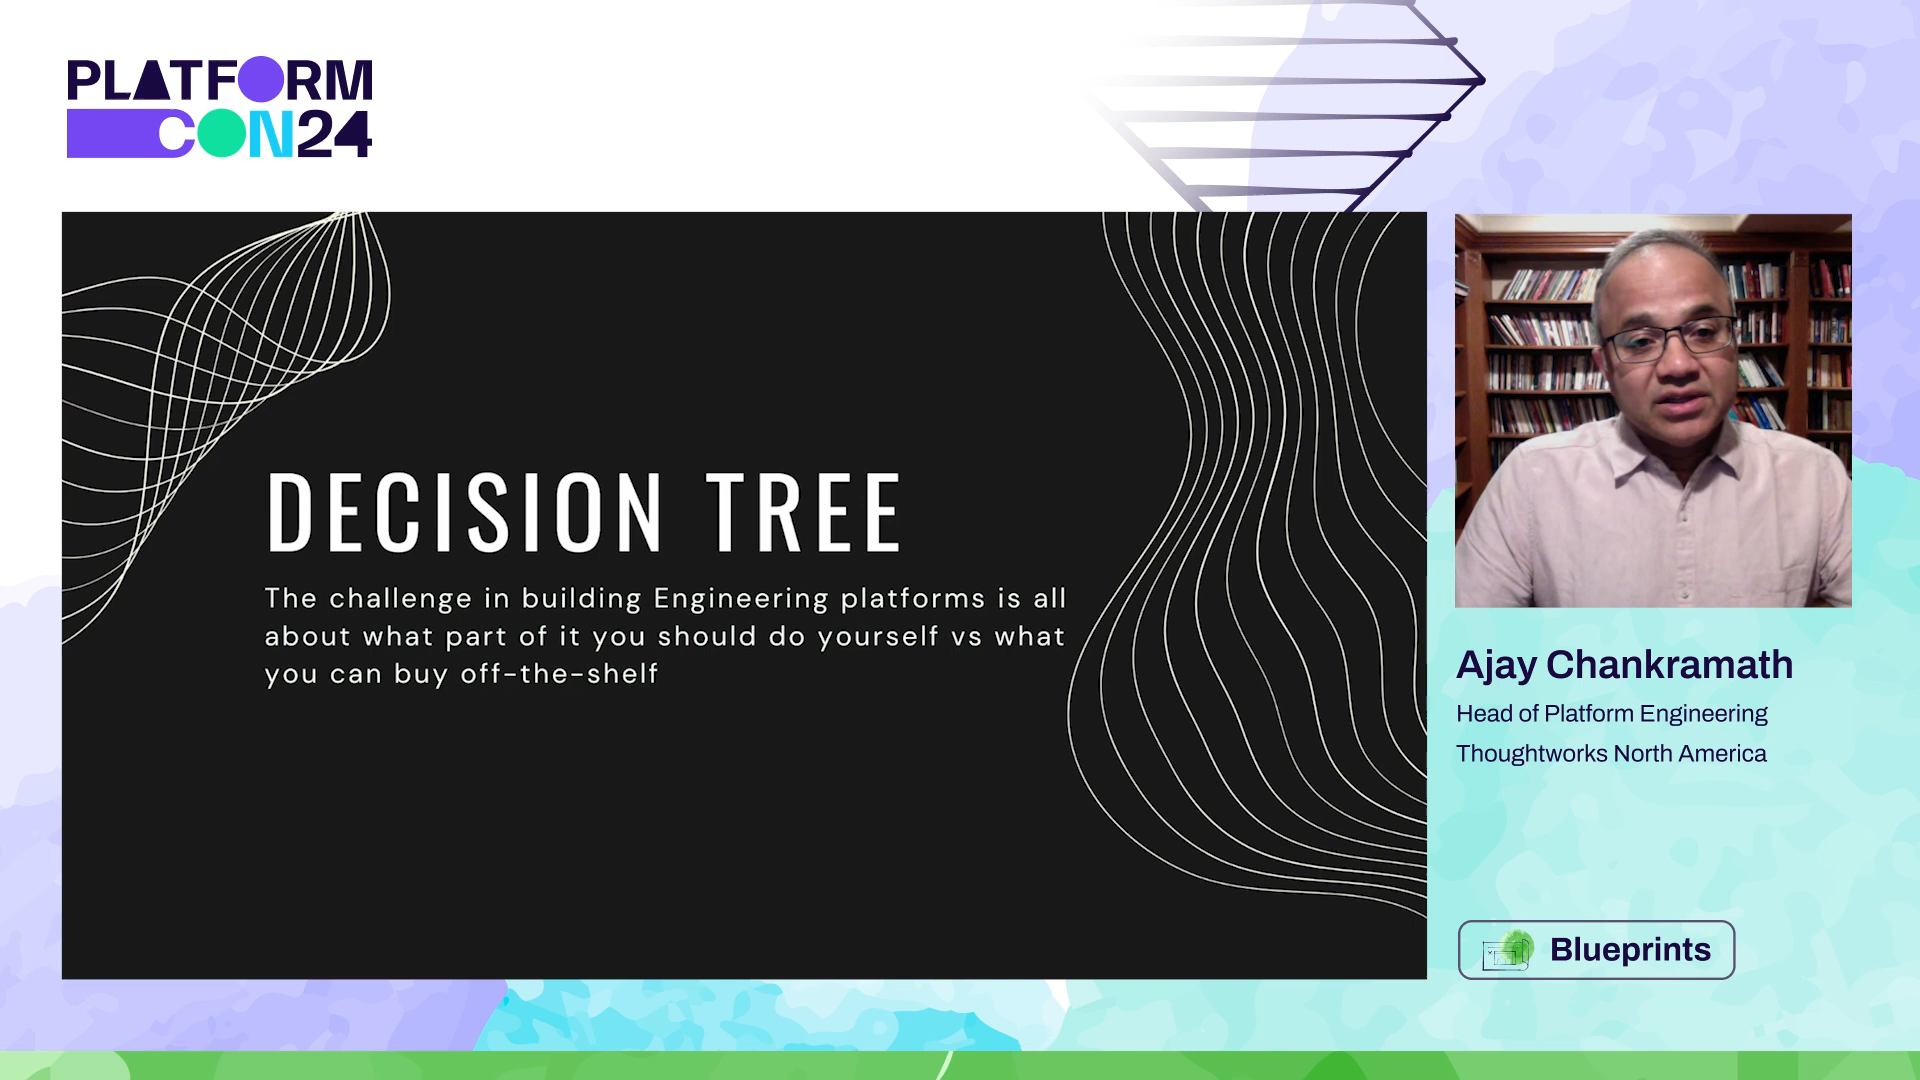 PLATFORM
CON24
DECISION TREE
The challenge in building Engineering platforms is all
about what part of it you should do yourself vs what
you can buy off-the-shelf
Ajay Chankramath
Head of Platform Engineering
Thoughtworks North America
Blueprints